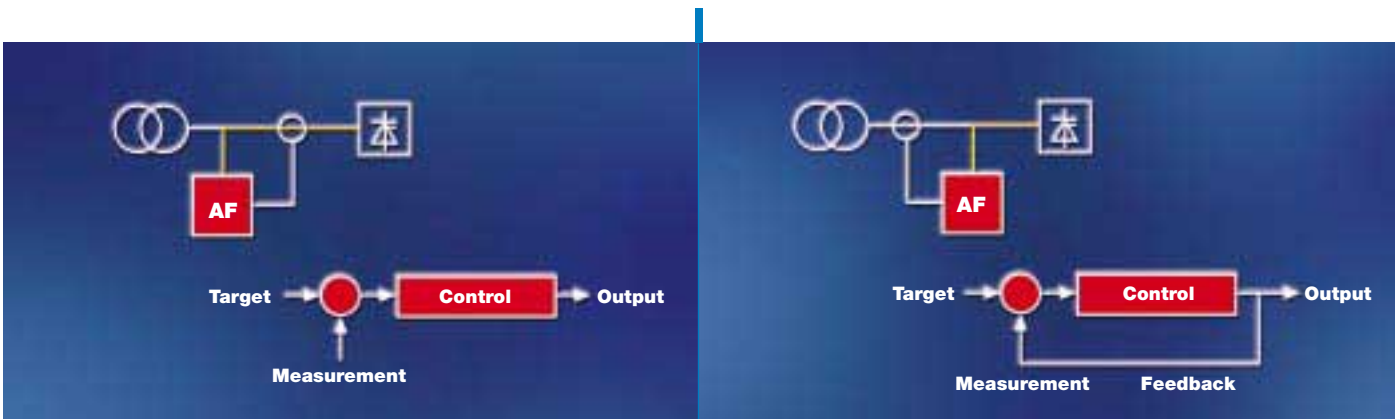 AF
Target
Control
Output
Measurement
AF
Target
Control
Output
Measurement Feedback